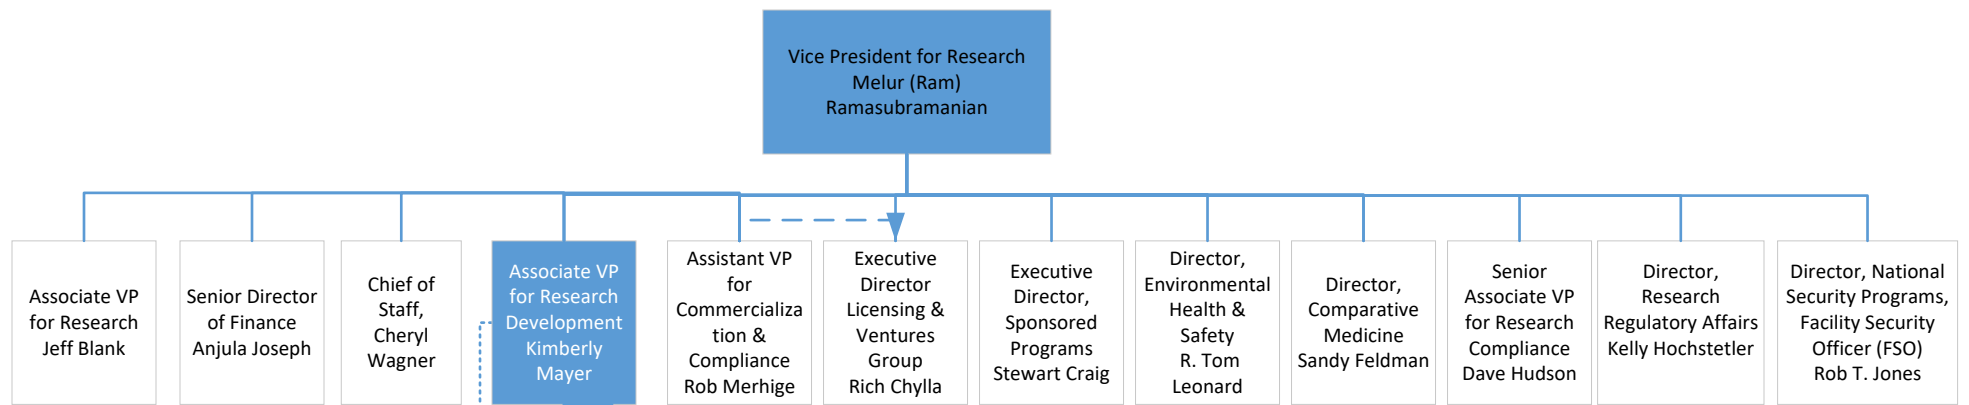 Vice President for Research
Melur (Ram)
Ramasubramanian
Associate VP
for Research
Jeff Blank
Senior Director
of Finance
Anjula Joseph
Chief of
Staff,
Cheryl
Wagner
Associate VP
for Research
Development
Kimberly
Mayer
Assistant VP
for
Commercializa
tion &
Compliance
Rob Merhige
Executive
Director
Licensing &
Ventures
Group
Rich Chylla
Executive
Director,
Sponsored
Programs
Stewart Craig
Director,
Environmental
Health &
Safety
R. Tom
Leonard
Director,
Comparative
Medicine
Sandy Feldman
Senior
Associate VP
for Research
Compliance
Dave Hudson
Director,
Research
Regulatory Affairs
Kelly Hochstetler
Director, National
Security Programs,
Facility Security
Officer (FSO)
Rob T. Jones